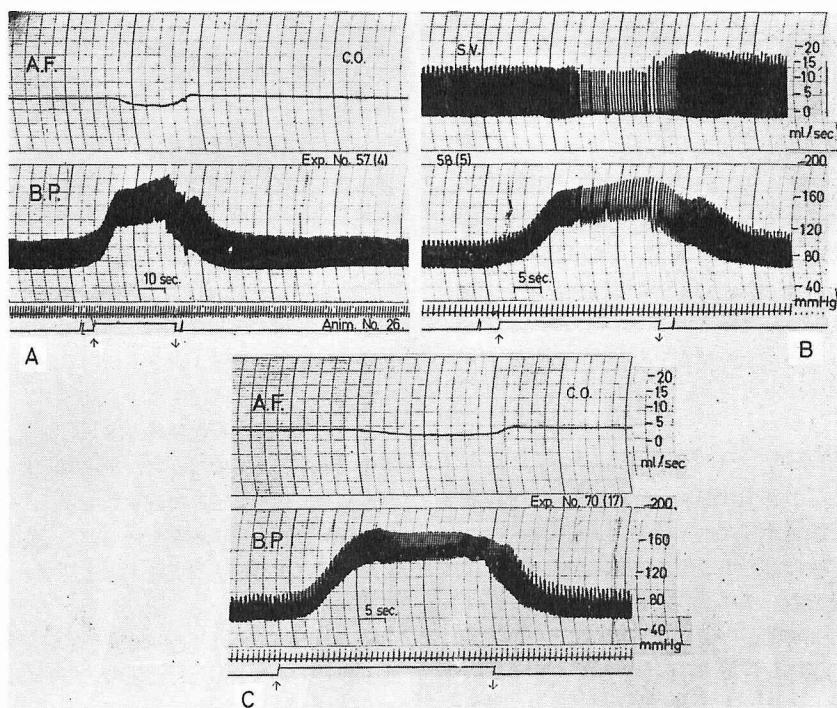 A.F.
C.O.
Exp. No. 57 (4)
B.P.
10 sec.
Anim. No. 26.
A
S.V.
20
15
10
5
0
ml/sec
58 (5)
200
160
120
80
40
mmHg
5 sec.
B
A.F.
C.O.
20
15
10
5
0
ml/sec
Exp. No. 70 (17)
200
B.P.
160
120
80
40
mmHg
5 sec.
C